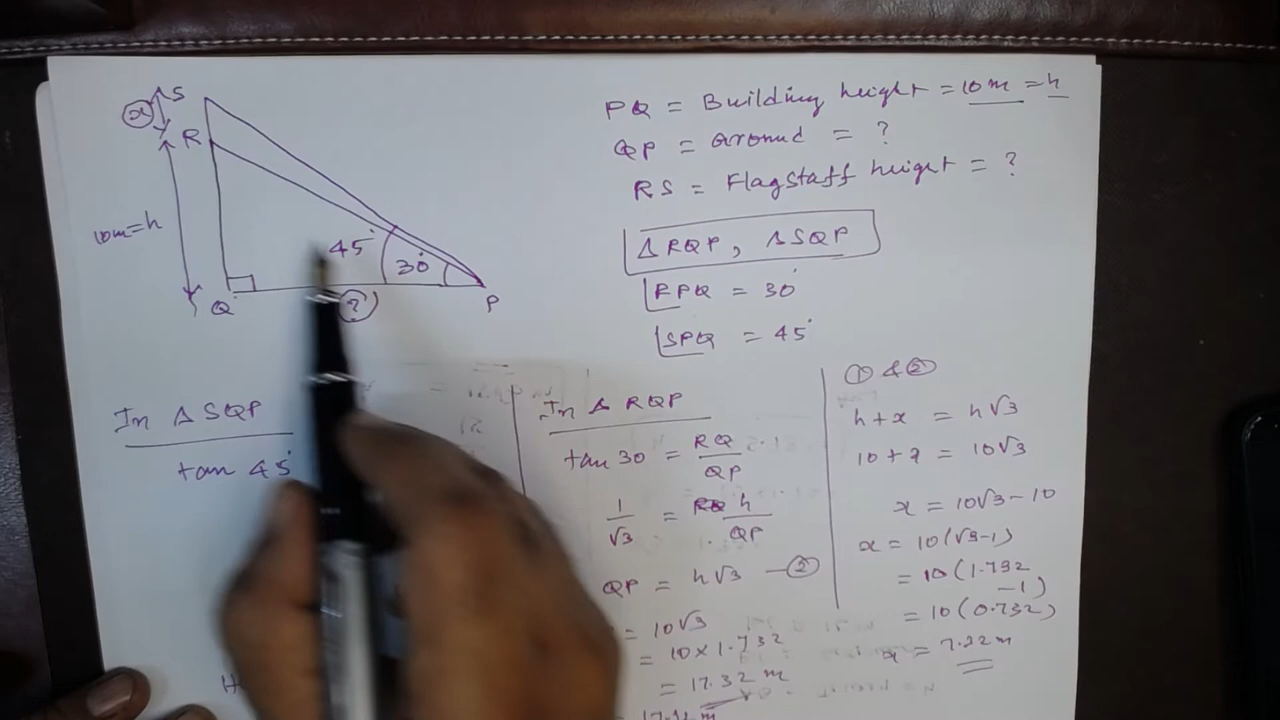 S
x
R
10m=h
45°
30°
Q
?
P
PQ = Building height = 10m = h
QP = Ground = ?
RS = Flagstaff height = ?
Δ RQP, Δ SQP
∠RPQ = 30°
∠SPQ = 45°
In Δ SQP
tan 45°
In Δ RQP
tan 30 = RQ / QP
1/√3 = h / QP
QP = h√3 — ②
= 10√3
= 10 × 1.732
= 17.32 m
① & ②
h + x = h√3
10 + x = 10√3
x = 10√3 - 10
x = 10(√3-1)
= 10(1.732
-1)
= 10(0.732)
x = 7.32 m